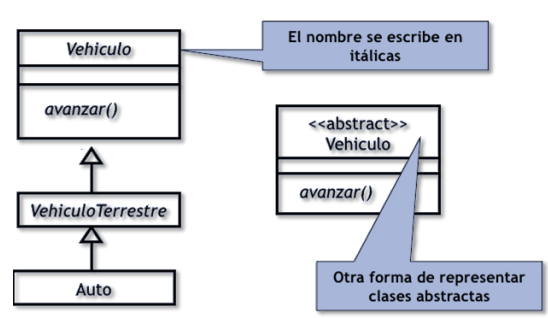 Vehiculo
avanzar()
VehiculoTerrestre
Auto
El nombre se escribe en
itálicas
<<abstract>>
Vehiculo
avanzar()
Otra forma de representar
clases abstractas